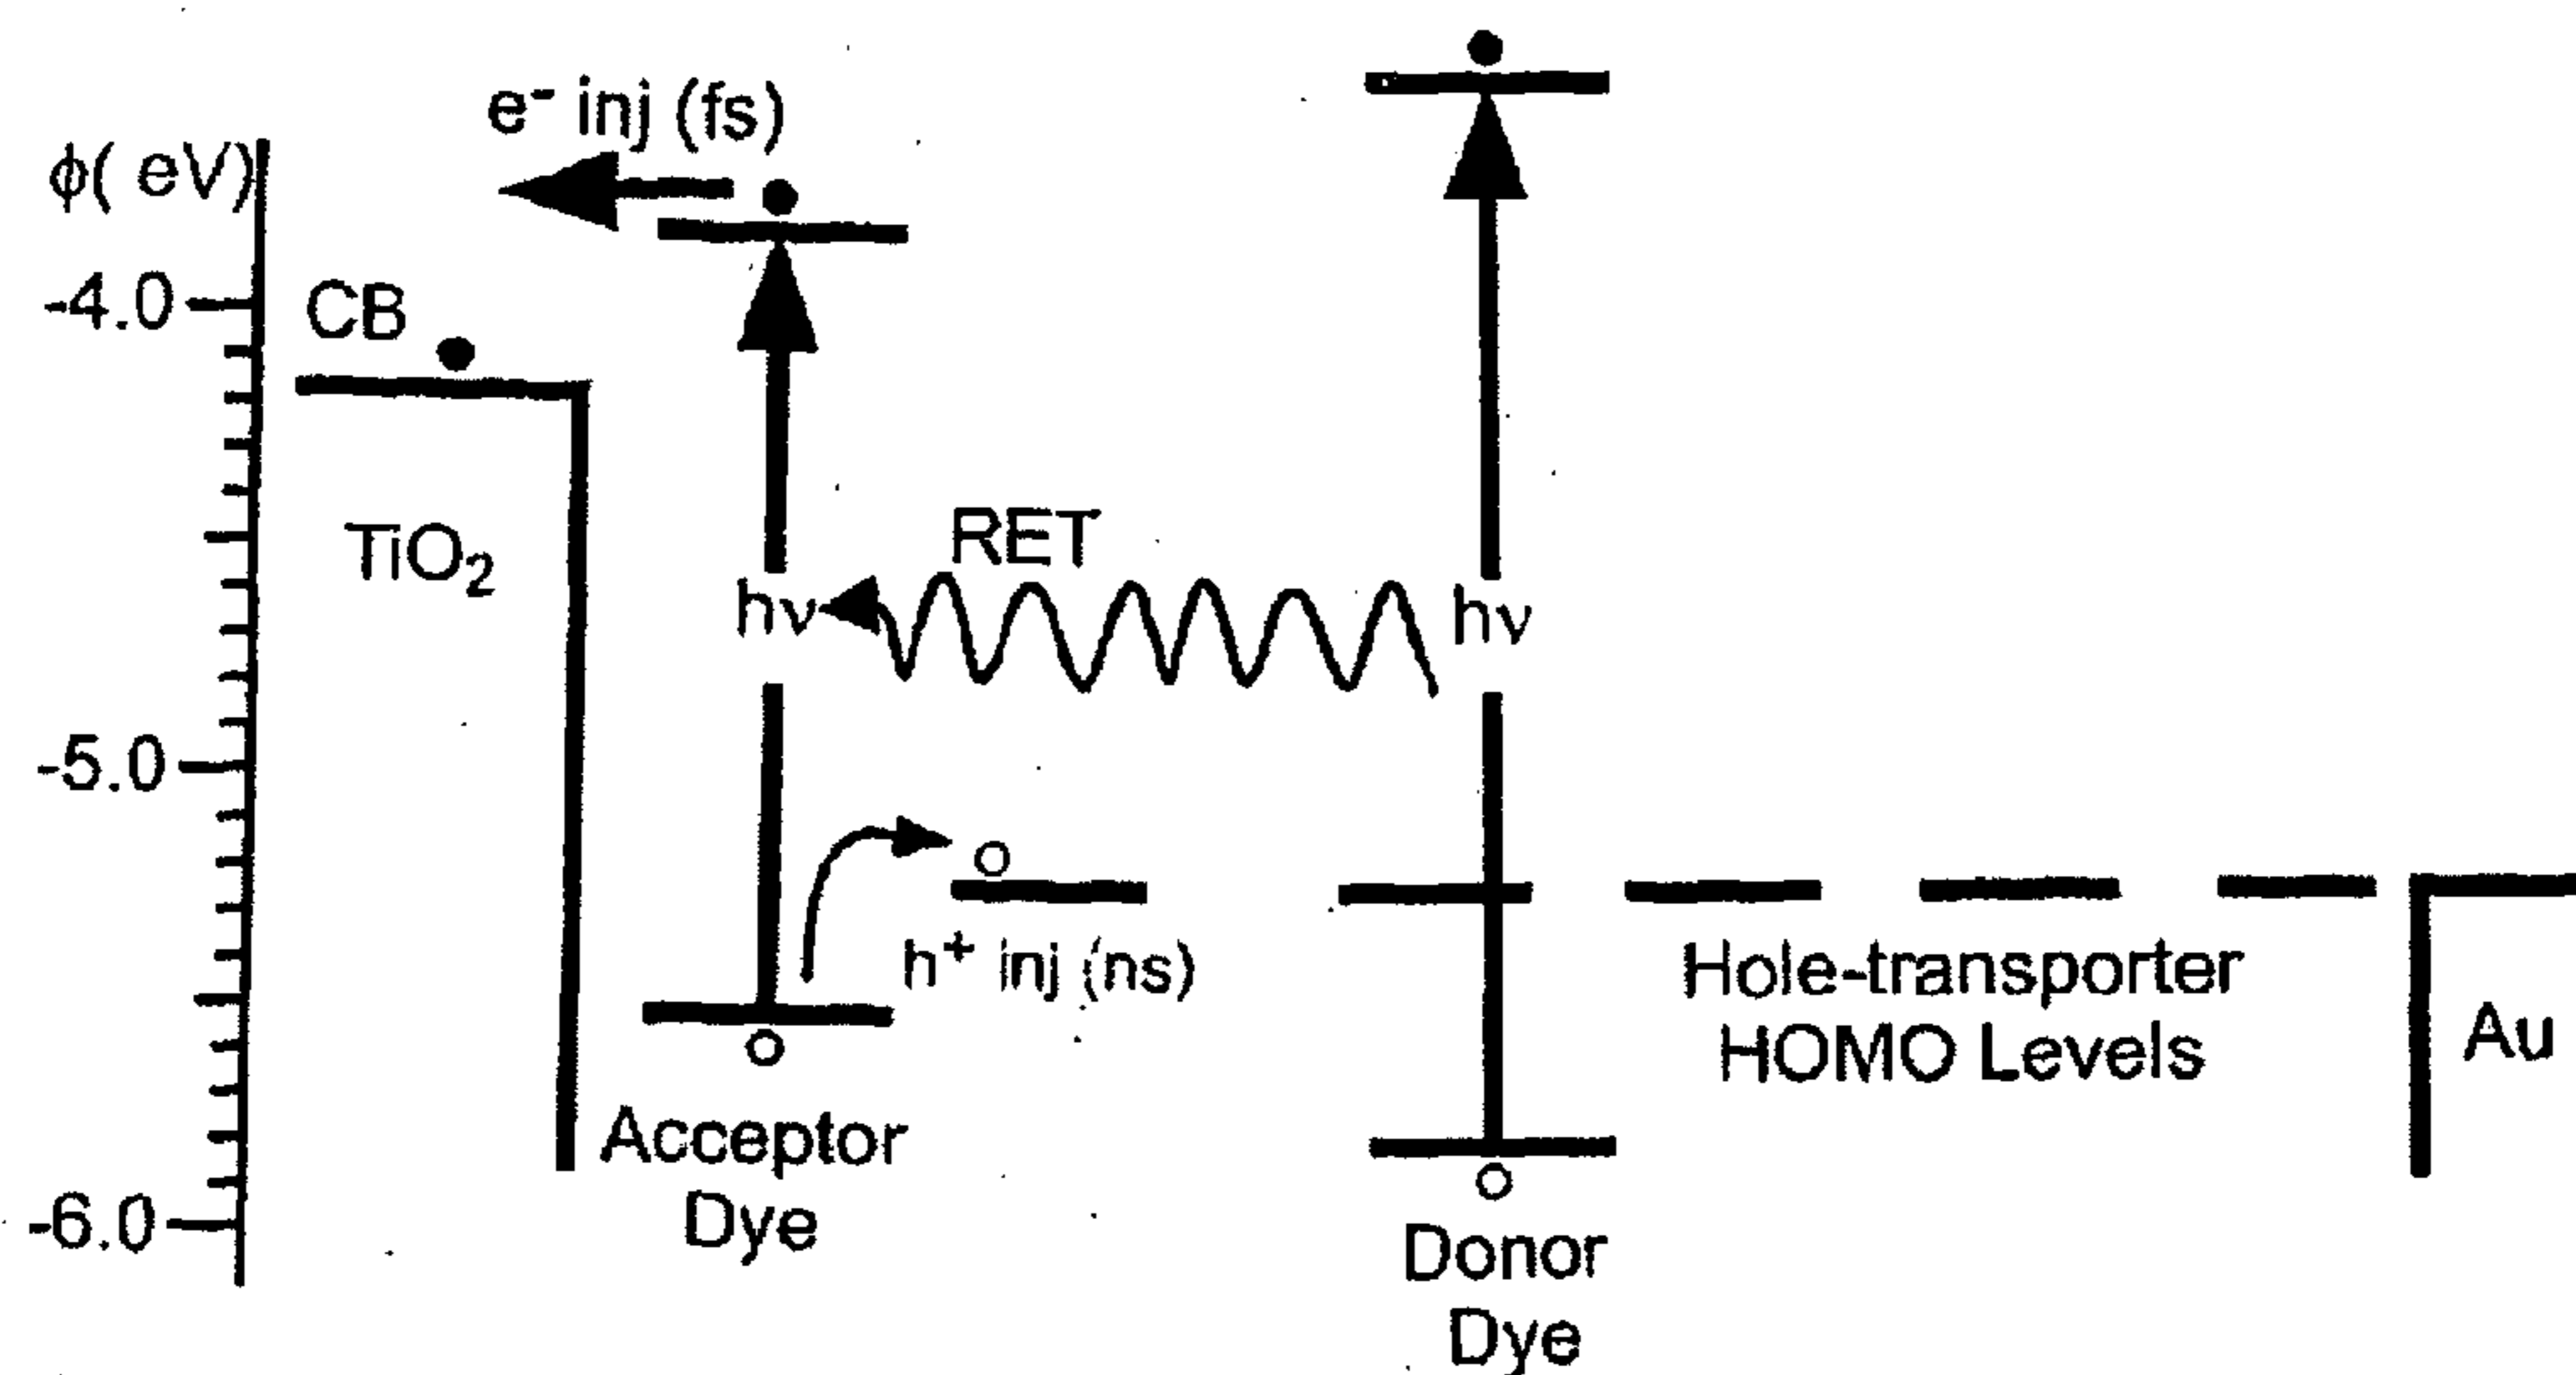 e⁻ inj (fs)
ϕ( eV)
-4.0
CB
TiO₂
RET
hν
hν
-5.0
h⁺ inj (ns)
Hole-transporter
HOMO Levels
Au
Acceptor
Dye
-6.0
Donor
Dye